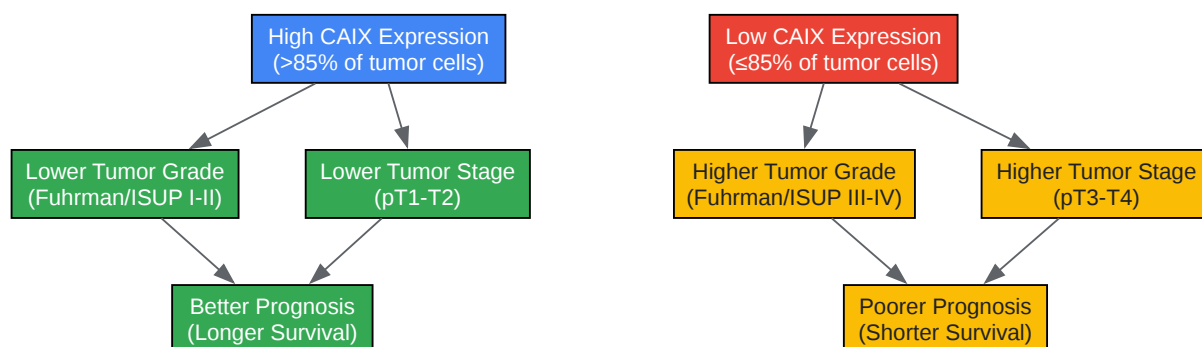 High CAIX Expression
(>85% of tumor cells)
Low CAIX Expression
(≤85% of tumor cells)
Lower Tumor Grade
(Fuhrman/ISUP I-II)
Lower Tumor Stage
(pT1-T2)
Higher Tumor Grade
(Fuhrman/ISUP III-IV)
Higher Tumor Stage
(pT3-T4)
Better Prognosis
(Longer Survival)
Poorer Prognosis
(Shorter Survival)